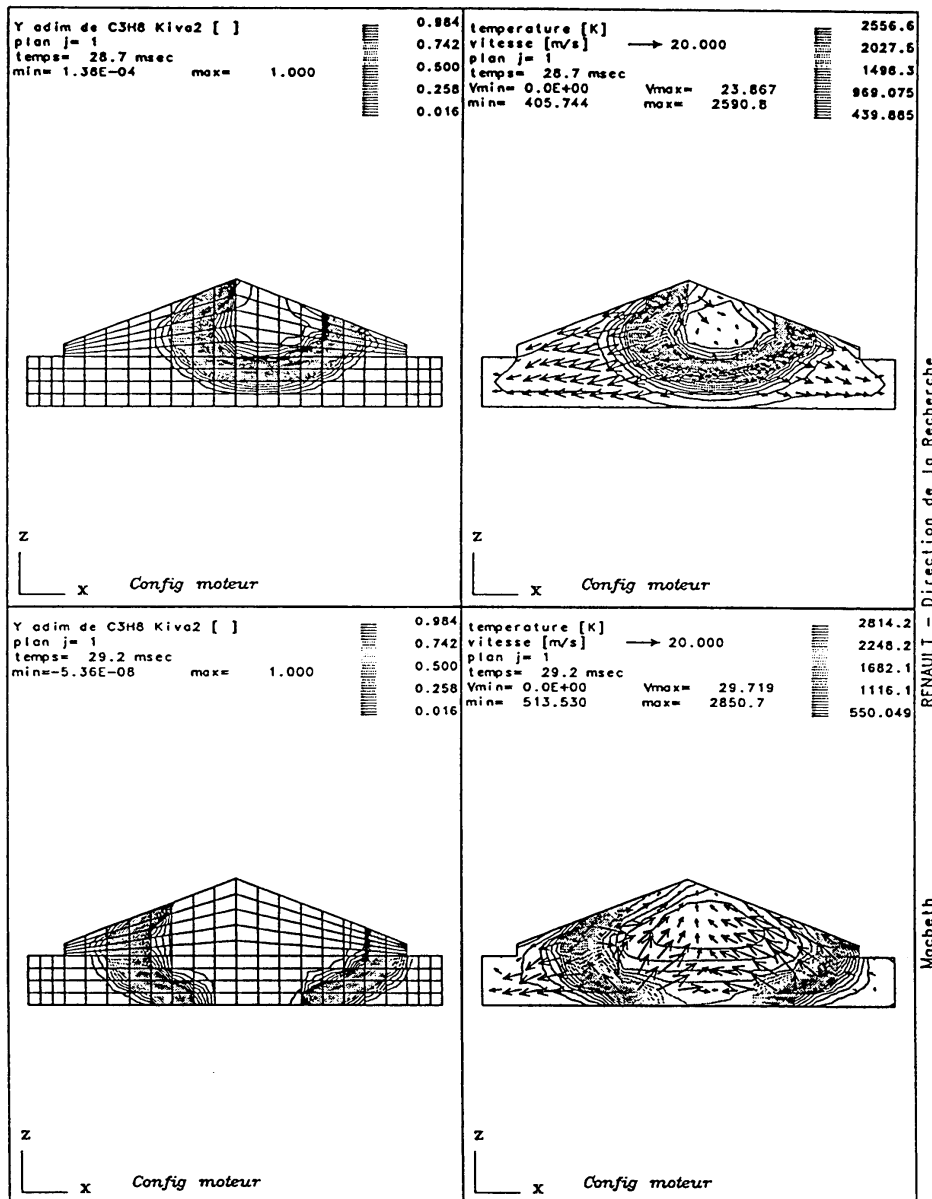 Y adim de C3H8 Kiva2 [ ]
plan j= 1
temps= 28.7 msec
min= 1.38E-04 max= 1.000
0.984
0.742
0.500
0.258
0.016
z
x
Config moteur
temperature [K]
vitesse [m/s] → 20.000
plan j= 1
temps= 28.7 msec
Vmin= 0.0E+00 Vmax= 23.867
min= 405.744 max= 2590.8
2556.6
2027.5
1498.3
969.075
439.885
z
x
Config moteur
Y adim de C3H8 Kiva2 [ ]
plan j= 1
temps= 29.2 msec
min=-5.36E-08 max= 1.000
0.984
0.742
0.500
0.258
0.016
z
x
Config moteur
temperature [K]
vitesse [m/s] → 20.000
plan j= 1
temps= 29.2 msec
Vmin= 0.0E+00 Vmax= 29.719
min= 513.530 max= 2850.7
2814.2
2248.2
1682.1
1116.1
550.049
z
x
Config moteur
RENAULT - Direction de la Recherche
Macbeth